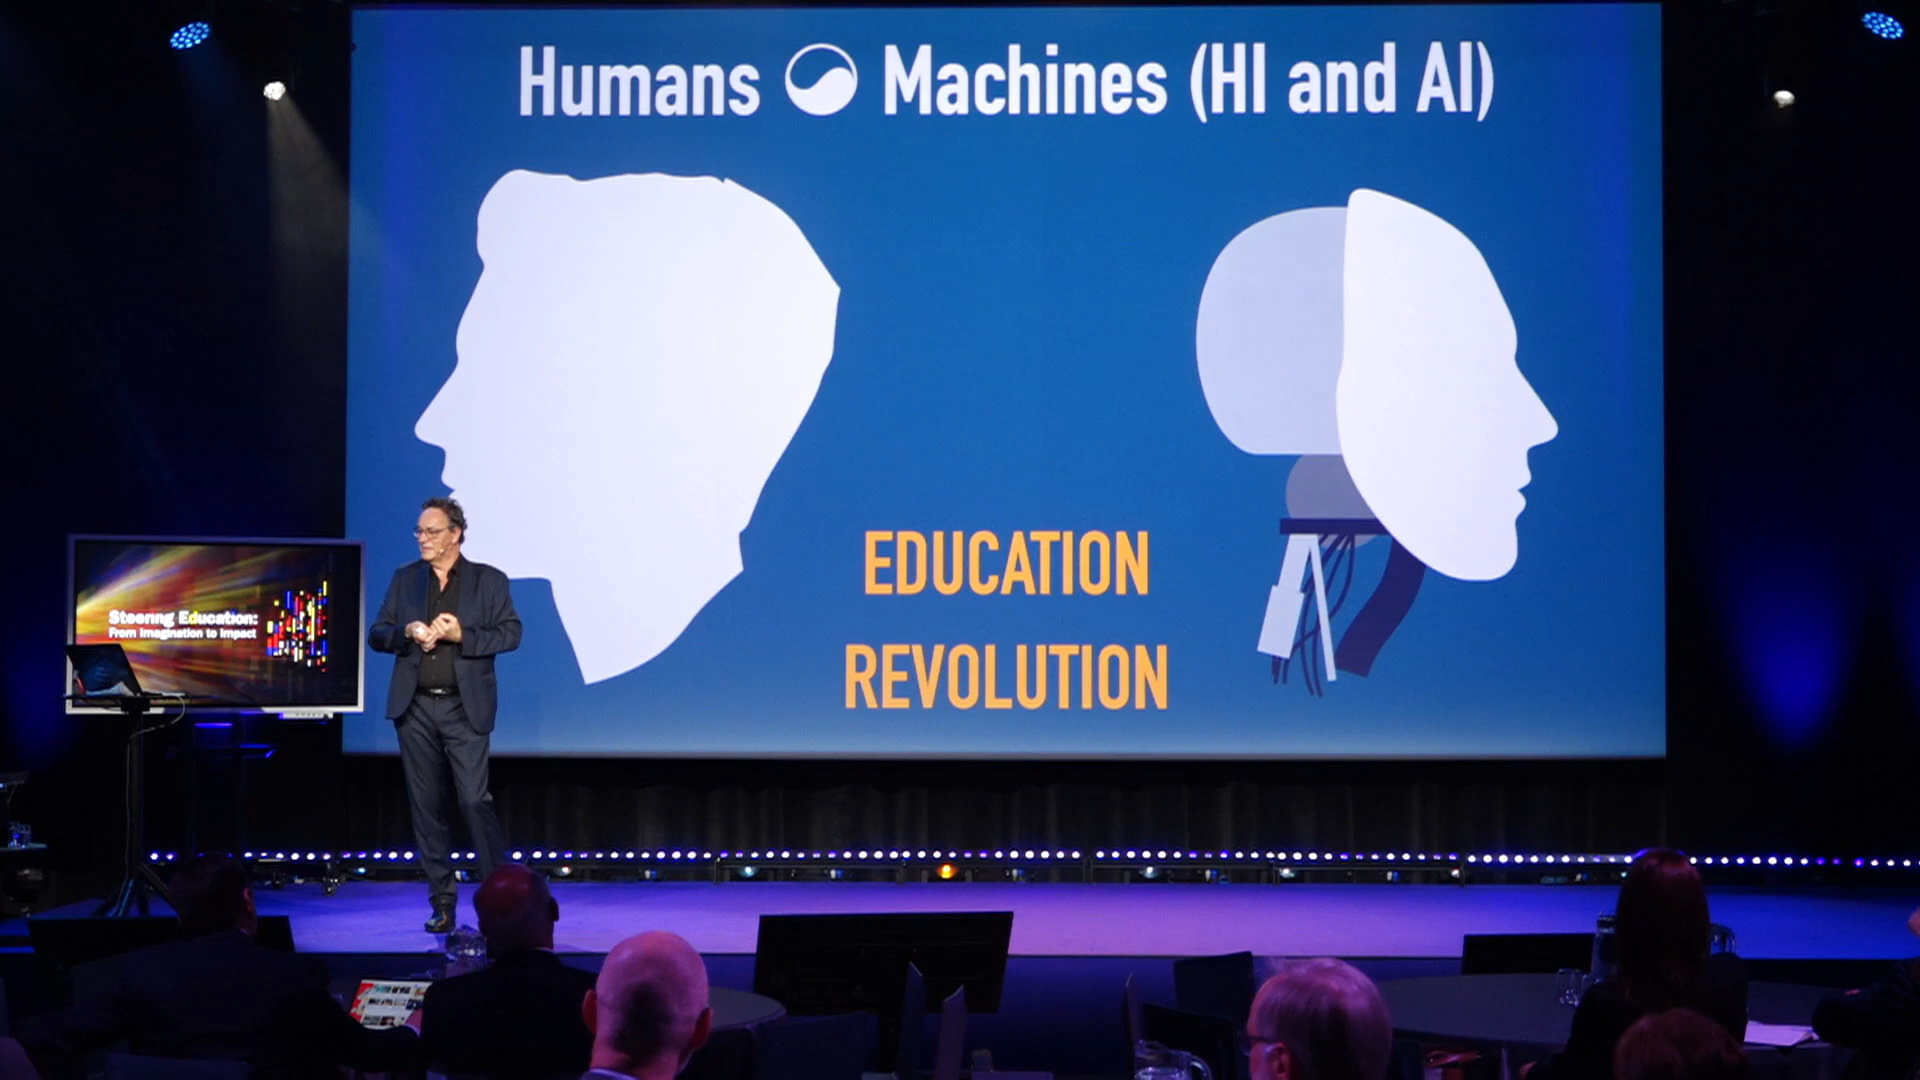 Humans Machines (HI and AI)
EDUCATION
REVOLUTION
Steering Education:
From Imagination to Impact